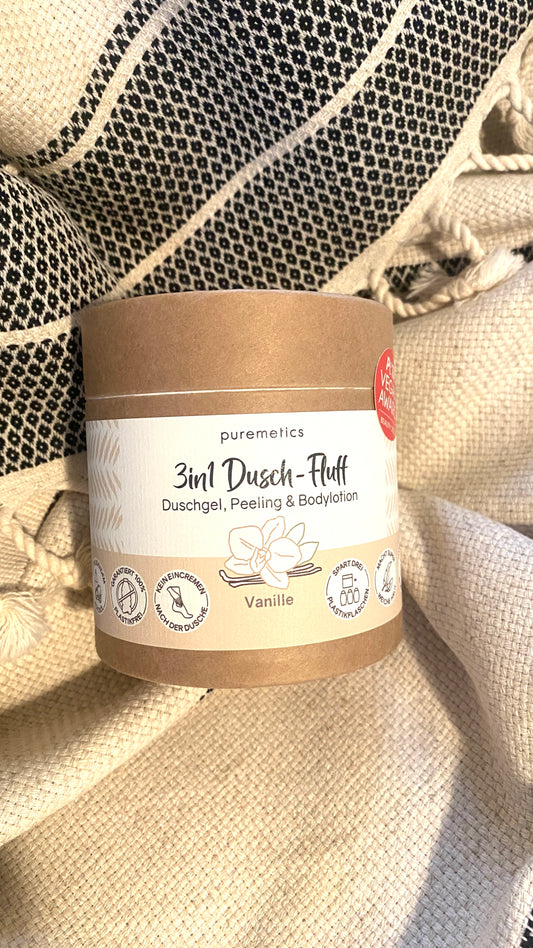 puremetics
3in1 Dusch-Fluff
Duschgel, Peeling & Bodylotion
Vanille
GARANTIERT 100%
PLASTIKFREI
KEIN EINCREMEN
NACH DER DUSCHE
SPART DREI
PLASTIKFLASCHEN